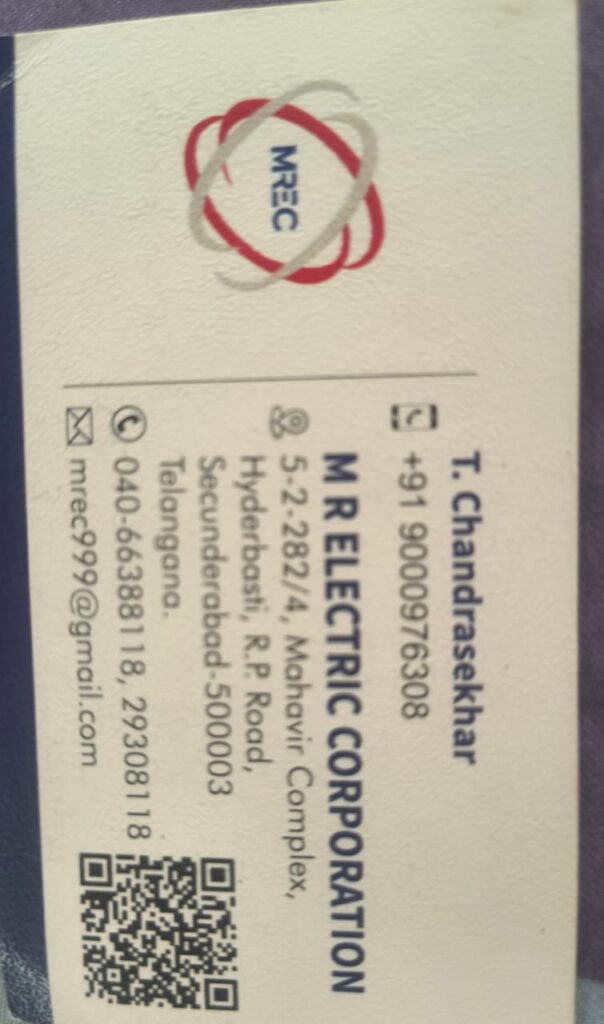 MREC
T. Chandrasekhar
+91 9000976308
M R ELECTRIC CORPORATION
5-2-282/4, Mahavir Complex,
Hyderbasti, R.P. Road,
Secunderabad-500003
Telangana.
040-66388118, 29308118
mrec999@gmail.com